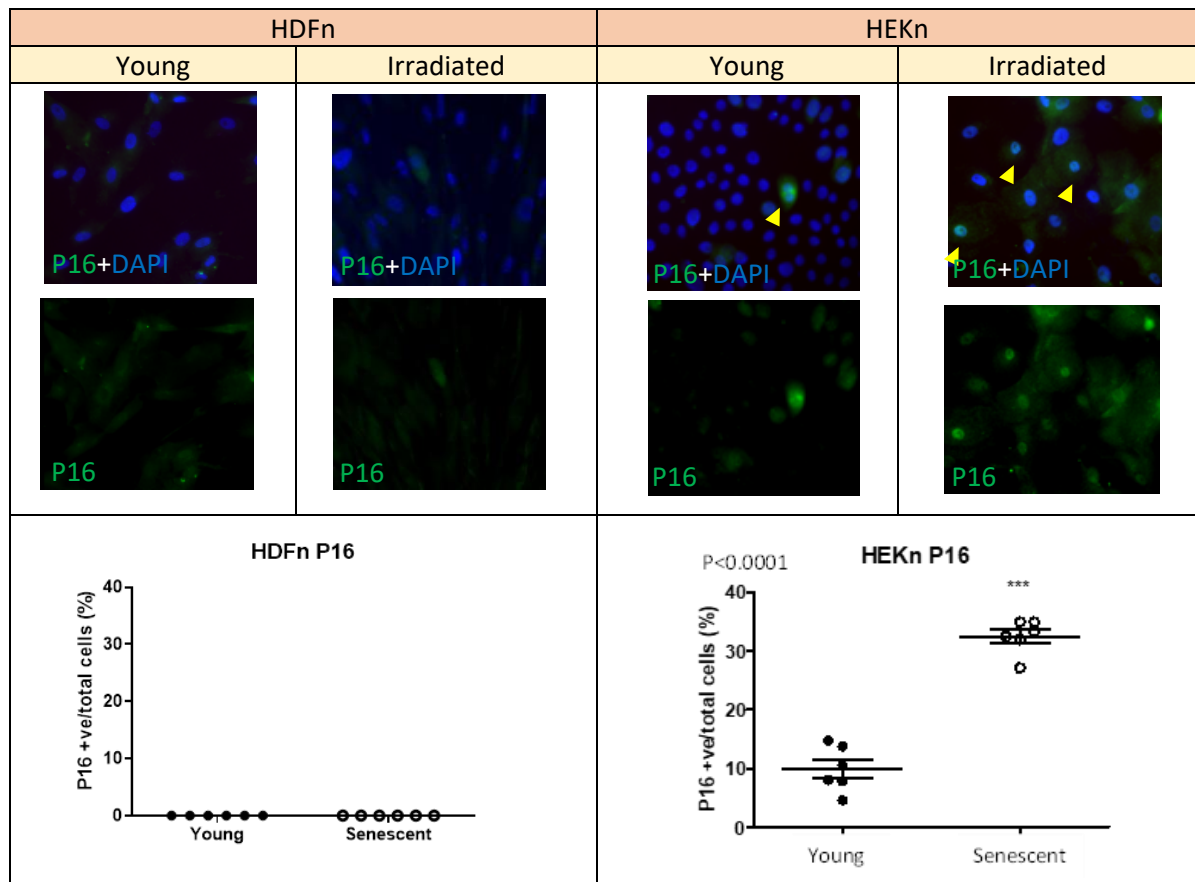 HDFn
HEKn
Young
Irradiated
Young
Irradiated
P16+DAPI
P16+DAPI
P16+DAPI
P16+DAPI
P16
P16
P16
P16
HDFn P16
P16 +ve/total cells (%)
40
30
20
10
0
Young
Senescent
P<0.0001
HEKn P16
***
P16 +ve/total cells (%)
40
30
20
10
0
Young
Senescent